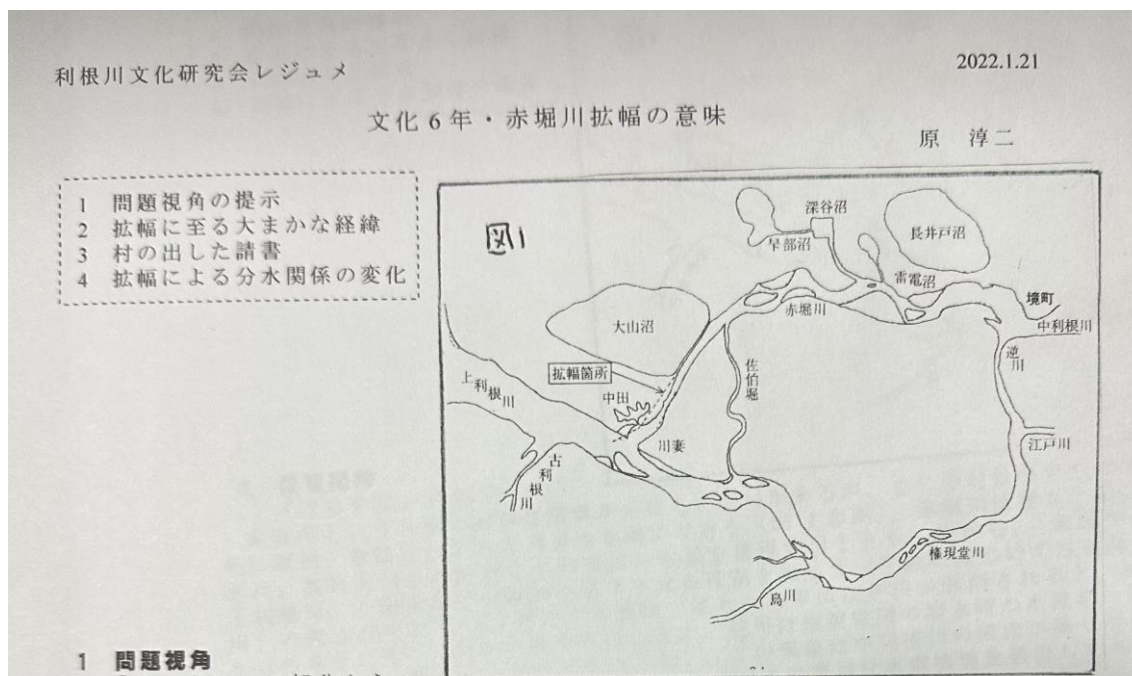 利根川文化研究会レジュメ
2022.1.21
文化6年・赤堀川拡幅の意味
原 淳二
1 問題視角の提示
2 拡幅に至る大まかな経緯
3 村の出した請書
4 拡幅による分水関係の変化
図1
深谷沼
早部沼
長井戸沼
雷電沼
境町
赤堀川
中利根川
大山沼
逆川
拡幅箇所
佐伯堀
上利根川
中田
川妻
江戸川
古利根川
権現堂川
島川
1 問題視角